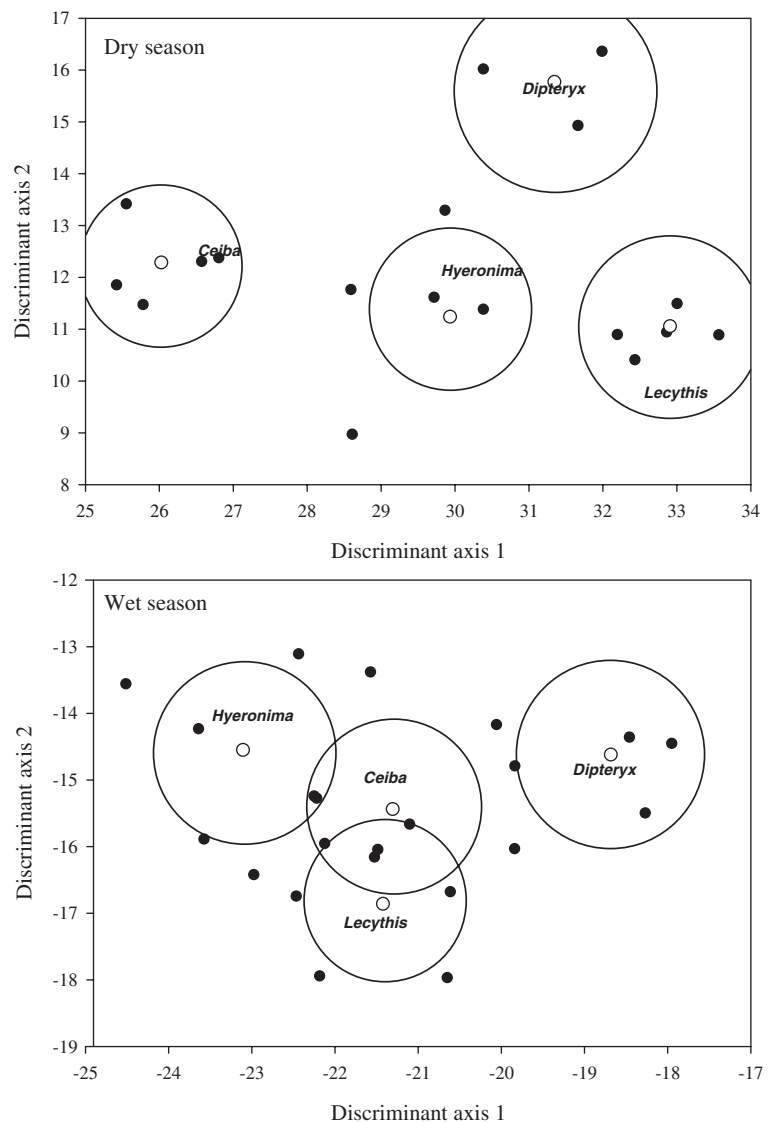 17
Dry season
16
Dipteryx
15
14
13
Ceiba
12
Hyeronima
11
10
Lecythis
9
8
25 26 27 28 29 30 31 32 33 34
Discriminant axis 2
Discriminant axis 1
-12
Wet season
-13
Hyeronima
-14
Ceiba
Dipteryx
-15
-16
-17
Lecythis
-18
-19
-25 -24 -23 -22 -21 -20 -19 -18 -17
Discriminant axis 2
Discriminant axis 1